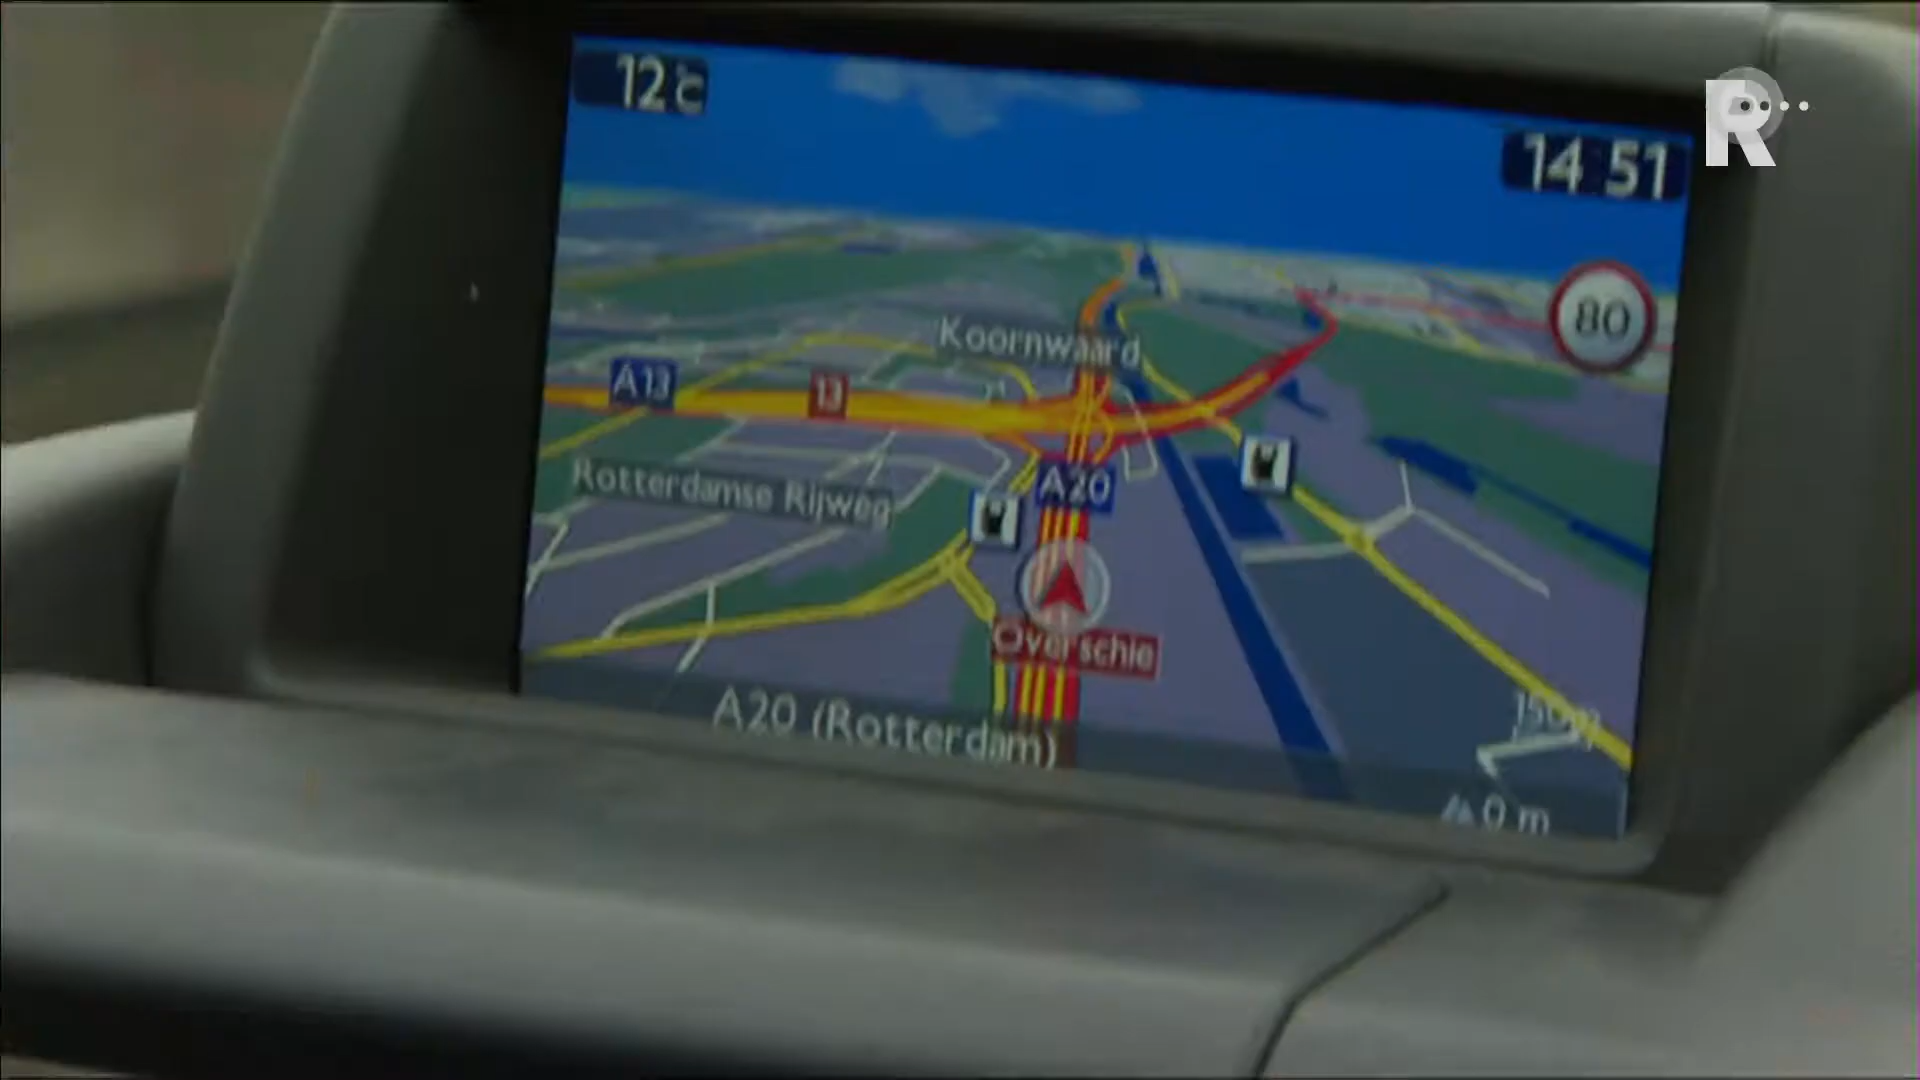 12°C
R
14 51
80
Koornwaard
A13
13
Rotterdamse Rijweg
A20
Overschie
A20 (Rotterdam)
0 m